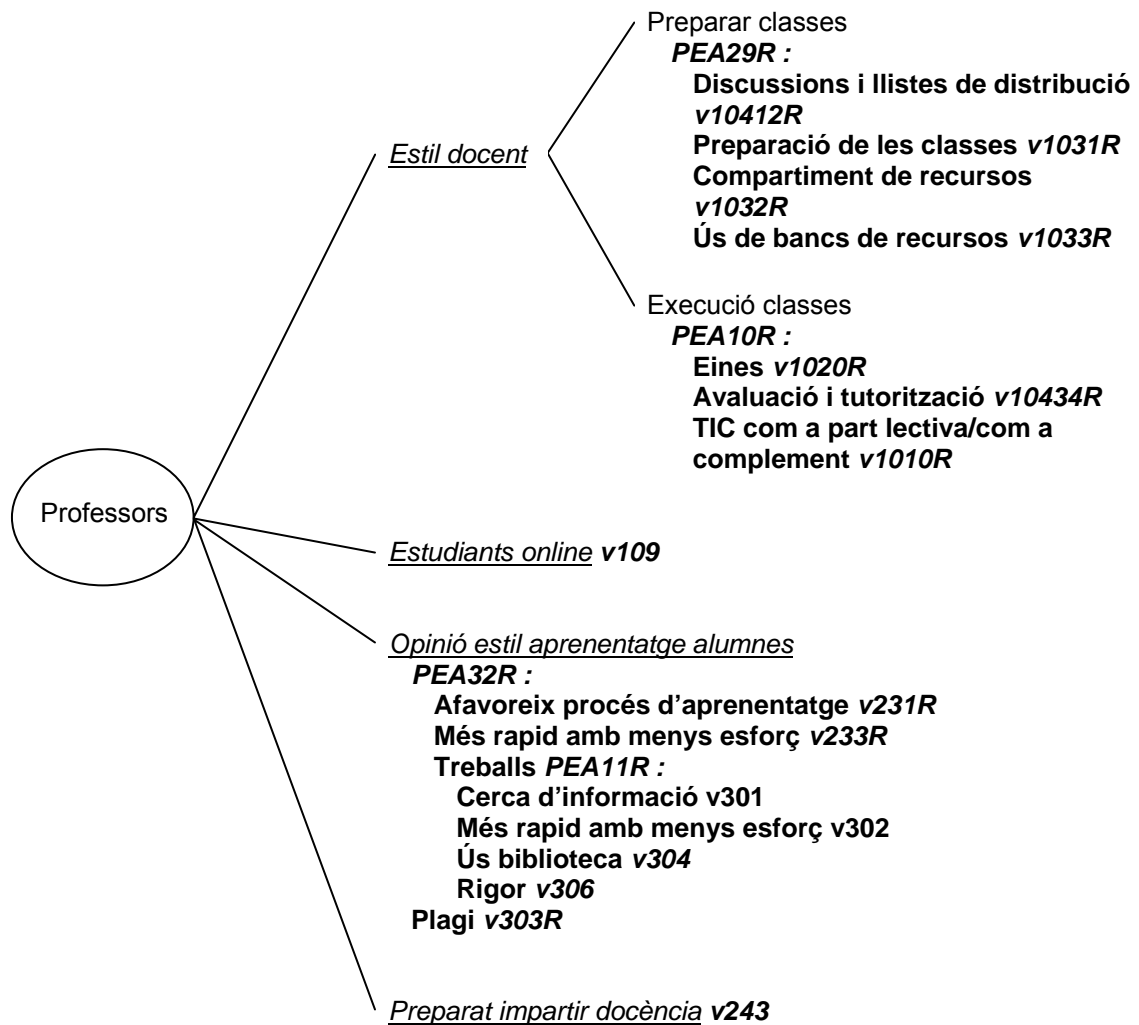 Preparar classes
PEA29R :
Discussions i llistes de distribució
v10412R
Preparació de les classes v1031R
Compartiment de recursos
v1032R
Ús de bancs de recursos v1033R
Estil docent
Execució classes
PEA10R :
Eines v1020R
Avaluació i tutorització v10434R
TIC com a part lectiva/com a
complement v1010R
Professors
Estudiants online v109
Opinió estil aprenentatge alumnes
PEA32R :
Afavoreix procés d’aprenentatge v231R
Més rapid amb menys esforç v233R
Treballs PEA11R :
Cerca d’informació v301
Més rapid amb menys esforç v302
Ús biblioteca v304
Rigor v306
Plagi v303R
Preparat impartir docència v243